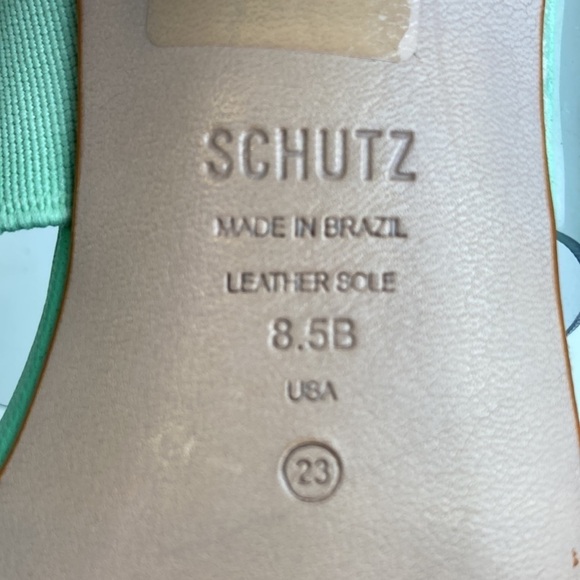 SCHUTZ
MADE IN BRAZIL
LEATHER SOLE
8.5B
USA
23